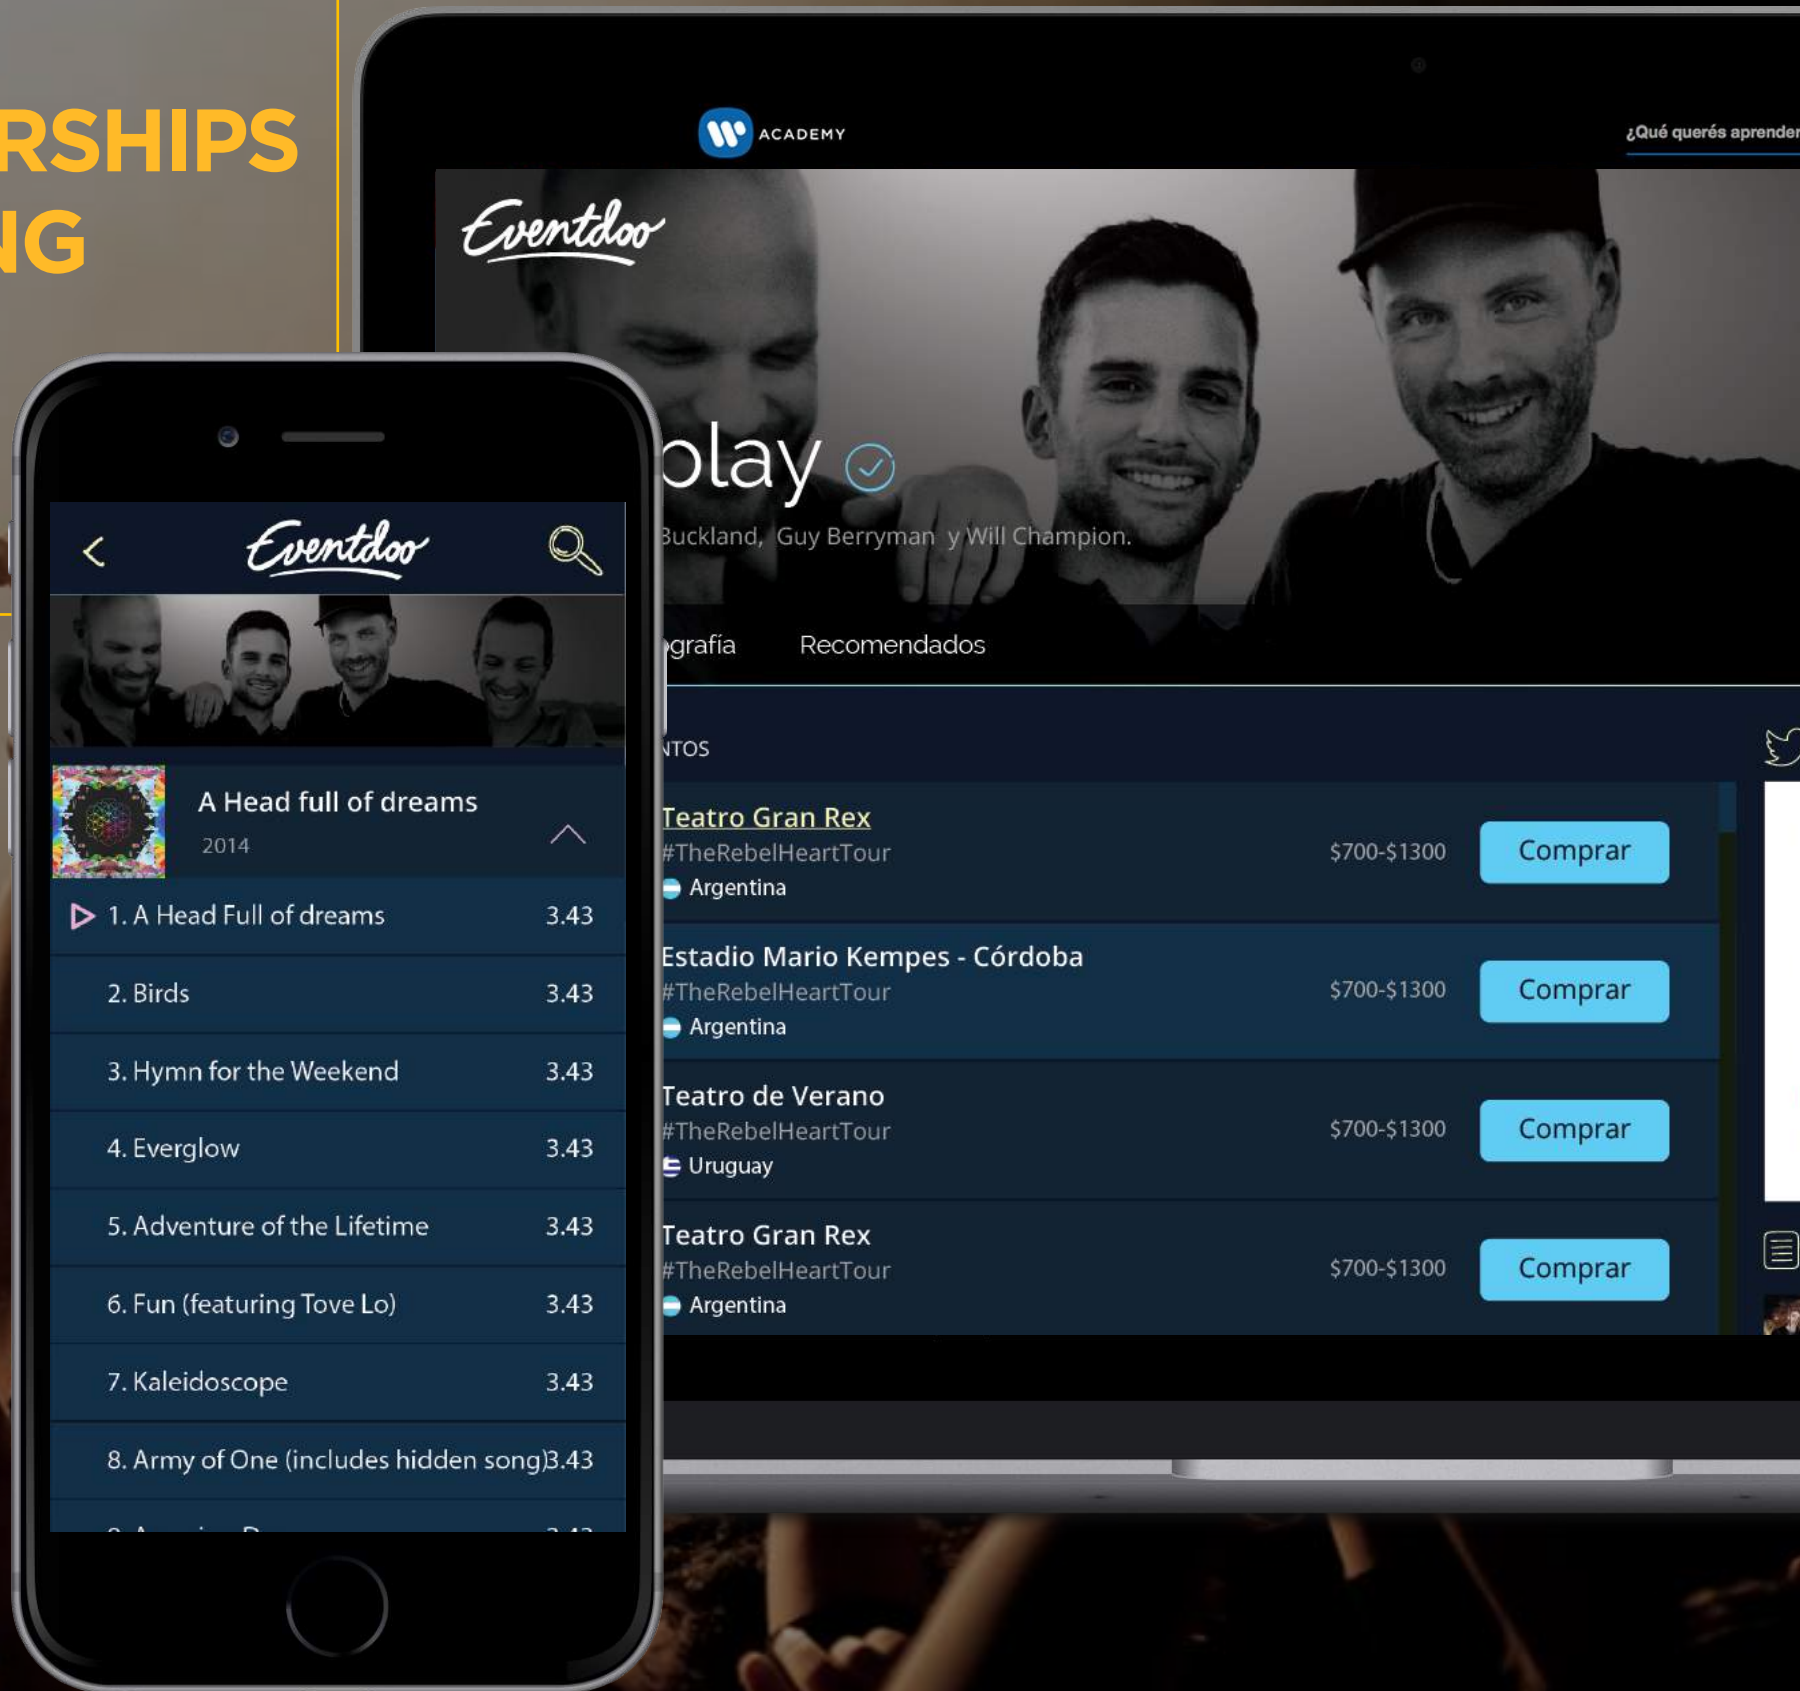 RSHIPS
NG
ACADEMY
¿Qué querés aprender
Eventdoo
play
Buckland, Guy Berryman y Will Champion.
ografía Recomendados
NTOS
Teatro Gran Rex
#TheRebelHeartTour
Argentina
$700-$1300
Comprar
Estadio Mario Kempes - Córdoba
#TheRebelHeartTour
Argentina
$700-$1300
Comprar
Teatro de Verano
#TheRebelHeartTour
Uruguay
$700-$1300
Comprar
Teatro Gran Rex
#TheRebelHeartTour
Argentina
$700-$1300
Comprar
Eventdoo
A Head full of dreams
2014
1. A Head Full of dreams 3.43
2. Birds 3.43
3. Hymn for the Weekend 3.43
4. Everglow 3.43
5. Adventure of the Lifetime 3.43
6. Fun (featuring Tove Lo) 3.43
7. Kaleidoscope 3.43
8. Army of One (includes hidden song) 3.43